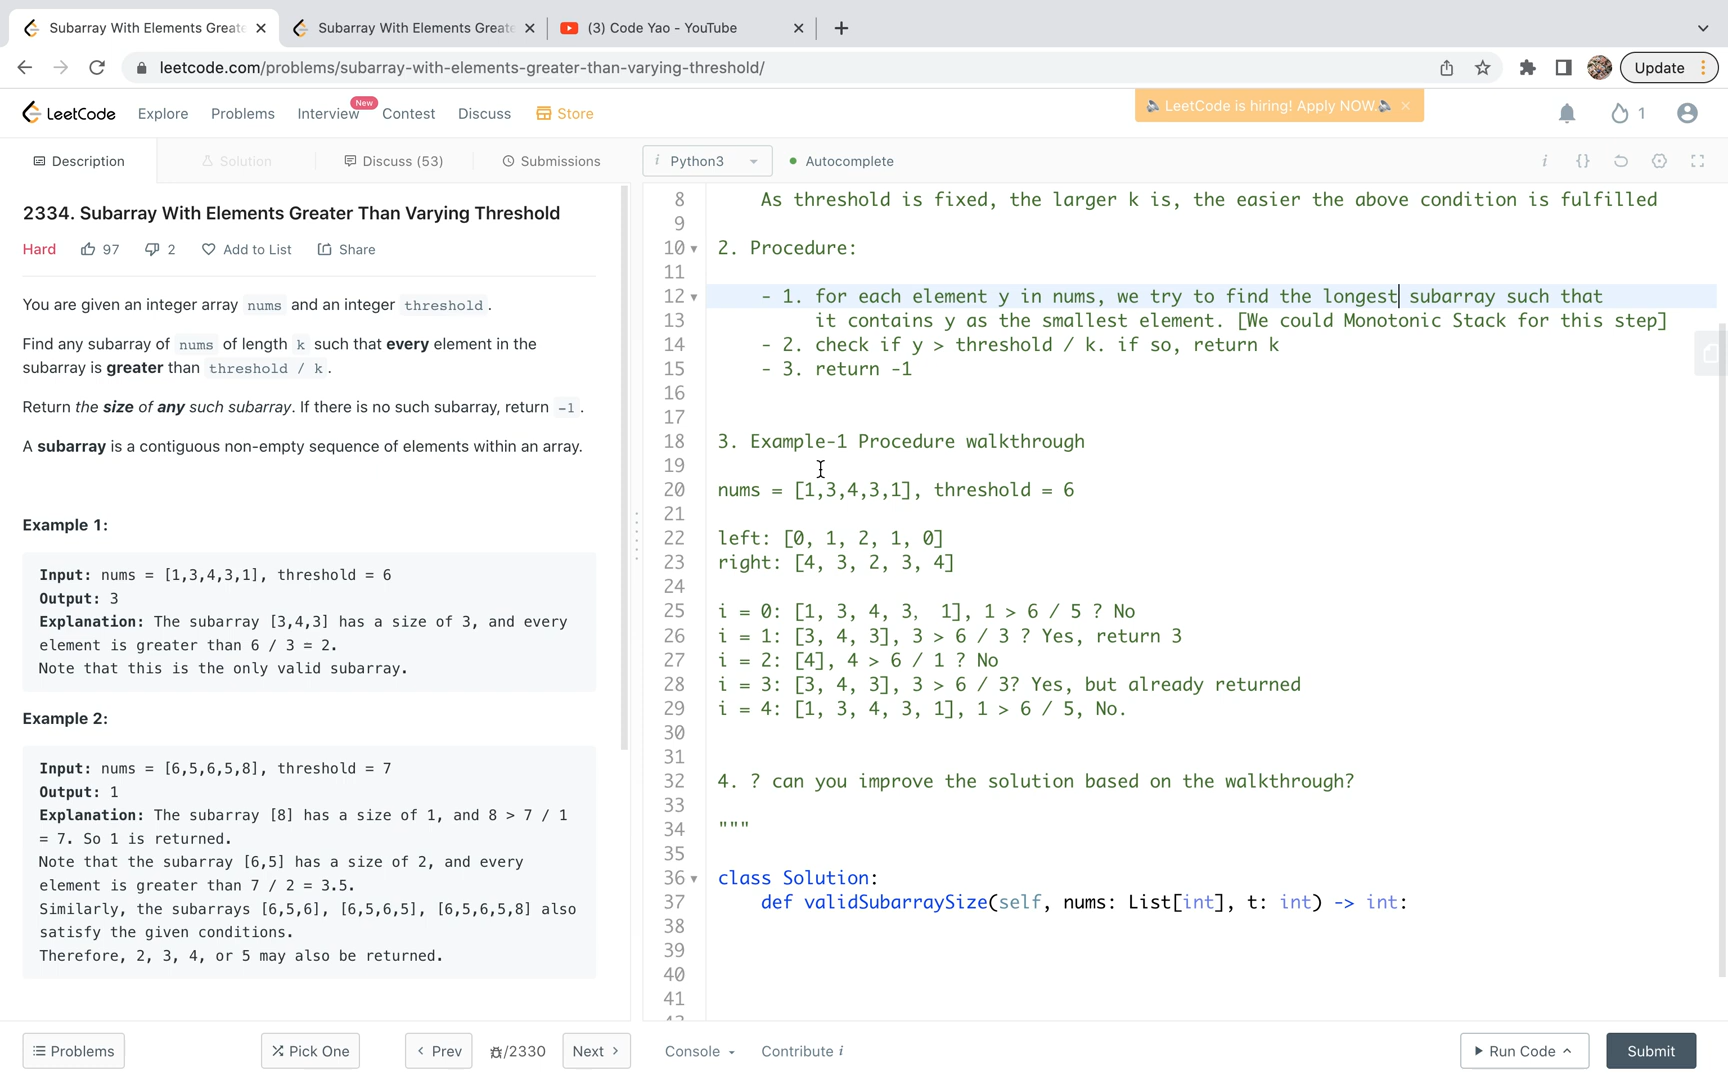 Subarray With Elements Greate
Subarray With Elements Greate
(3) Code Yao - YouTube
leetcode.com/problems/subarray-with-elements-greater-than-varying-threshold/
Update
LeetCode
Explore
Problems
Interview
New
Contest
Discuss
Store
LeetCode is hiring! Apply NOW.
1
Description
Solution
Discuss (53)
Submissions
i Python3
Autocomplete
2334. Subarray With Elements Greater Than Varying Threshold
Hard
97
2
Add to List
Share
You are given an integer array nums and an integer threshold.
Find any subarray of nums of length k such that every element in the
subarray is greater than threshold / k.
Return the size of any such subarray. If there is no such subarray, return -1.
A subarray is a contiguous non-empty sequence of elements within an array.
Example 1:
Input: nums = [1,3,4,3,1], threshold = 6
Output: 3
Explanation: The subarray [3,4,3] has a size of 3, and every
element is greater than 6 / 3 = 2.
Note that this is the only valid subarray.
Example 2:
Input: nums = [6,5,6,5,8], threshold = 7
Output: 1
Explanation: The subarray [8] has a size of 1, and 8 > 7 / 1
= 7. So 1 is returned.
Note that the subarray [6,5] has a size of 2, and every
element is greater than 7 / 2 = 3.5.
Similarly, the subarrays [6,5,6], [6,5,6,5], [6,5,6,5,8] also
satisfy the given conditions.
Therefore, 2, 3, 4, or 5 may also be returned.
8 As threshold is fixed, the larger k is, the easier the above condition is fulfilled
9
10 2. Procedure:
11
12 - 1. for each element y in nums, we try to find the longest subarray such that
13 it contains y as the smallest element. [We could Monotonic Stack for this step]
14 - 2. check if y > threshold / k. if so, return k
15 - 3. return -1
16
17
18 3. Example-1 Procedure walkthrough
19
20 nums = [1,3,4,3,1], threshold = 6
21
22 left: [0, 1, 2, 1, 0]
23 right: [4, 3, 2, 3, 4]
24
25 i = 0: [1, 3, 4, 3, 1], 1 > 6 / 5 ? No
26 i = 1: [3, 4, 3], 3 > 6 / 3 ? Yes, return 3
27 i = 2: [4], 4 > 6 / 1 ? No
28 i = 3: [3, 4, 3], 3 > 6 / 3? Yes, but already returned
29 i = 4: [1, 3, 4, 3, 1], 1 > 6 / 5, No.
30
31
32 4. ? can you improve the solution based on the walkthrough?
33
34 """
35
36 class Solution:
37 def validSubarraySize(self, nums: List[int], t: int) -> int:
38
39
40
41
Problems
Pick One
Prev
/2330
Next
Console
Contribute i
Run Code
Submit